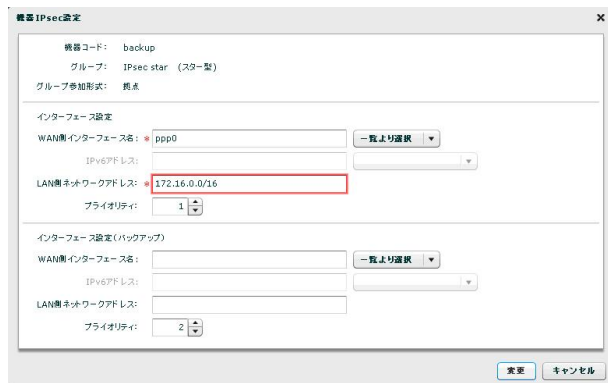 機器IPsec設定
機器コード: backup
グループ: IPsec star (スター型)
グループ参加形式: 拠点
インターフェース設定
WAN側インターフェース名: * ppp0 一覧より選択
IPv6アドレス:
LAN側ネットワークアドレス: * 172.16.0.0/16
プライオリティ: 1
インターフェース設定(バックアップ)
WAN側インターフェース名: 一覧より選択
IPv6アドレス:
LAN側ネットワークアドレス:
プライオリティ: 2
変更 キャンセル